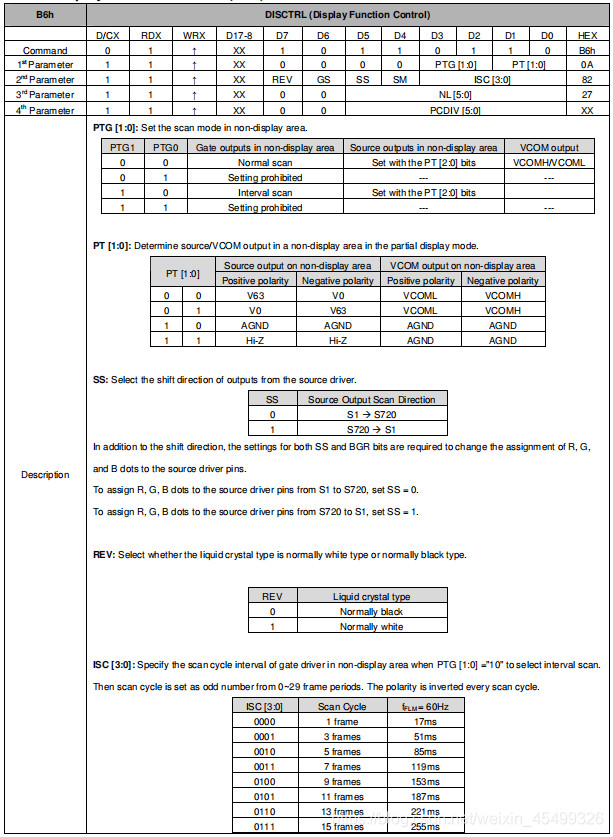 B6h DISCTRL (Display Function Control)
D/CX RDX WRX D17-8 D7 D6 D5 D4 D3 D2 D1 D0 HEX
Command 0 1 ↑ XX 1 0 1 1 0 1 1 0 B6h
1st Parameter 1 1 ↑ XX 0 0 0 0 PTG [1:0] PT [1:0] 0A
2nd Parameter 1 1 ↑ XX REV GS SS SM ISC [3:0] 82
3rd Parameter 1 1 ↑ XX 0 0 NL [5:0] 27
4th Parameter 1 1 ↑ XX 0 0 PCDIV [5:0] XX
Description
PTG [1:0]: Set the scan mode in non-display area.
PTG1 PTG0 Gate outputs in non-display area Source outputs in non-display area VCOM output
0 0 Normal scan Set with the PT [2:0] bits VCOMH/VCOML
0 1 Setting prohibited --- ---
1 0 Interval scan Set with the PT [2:0] bits
1 1 Setting prohibited --- ---
PT [1:0]: Determine source/VCOM output in a non-display area in the partial display mode.
PT [1:0] Source output on non-display area VCOM output on non-display area
Positive polarity Negative polarity Positive polarity Negative polarity
0 0 V63 V0 VCOML VCOMH
0 1 V0 V63 VCOML VCOMH
1 0 AGND AGND AGND AGND
1 1 Hi-Z Hi-Z AGND AGND
SS: Select the shift direction of outputs from the source driver.
SS Source Output Scan Direction
0 S1 → S720
1 S720 → S1
In addition to the shift direction, the settings for both SS and BGR bits are required to change the assignment of R, G,
and B dots to the source driver pins.
To assign R, G, B dots to the source driver pins from S1 to S720, set SS = 0.
To assign R, G, B dots to the source driver pins from S720 to S1, set SS = 1.
REV: Select whether the liquid crystal type is normally white type or normally black type.
REV Liquid crystal type
0 Normally black
1 Normally white
ISC [3:0]: Specify the scan cycle interval of gate driver in non-display area when PTG [1:0] ="10" to select interval scan.
Then scan cycle is set as odd number from 0~29 frame periods. The polarity is inverted every scan cycle.
ISC [3:0] Scan Cycle fFLM= 60Hz
0000 1 frame 17ms
0001 3 frames 51ms
0010 5 frames 85ms
0011 7 frames 119ms
0100 9 frames 153ms
0101 11 frames 187ms
0110 13 frames 221ms
0111 15 frames 255ms